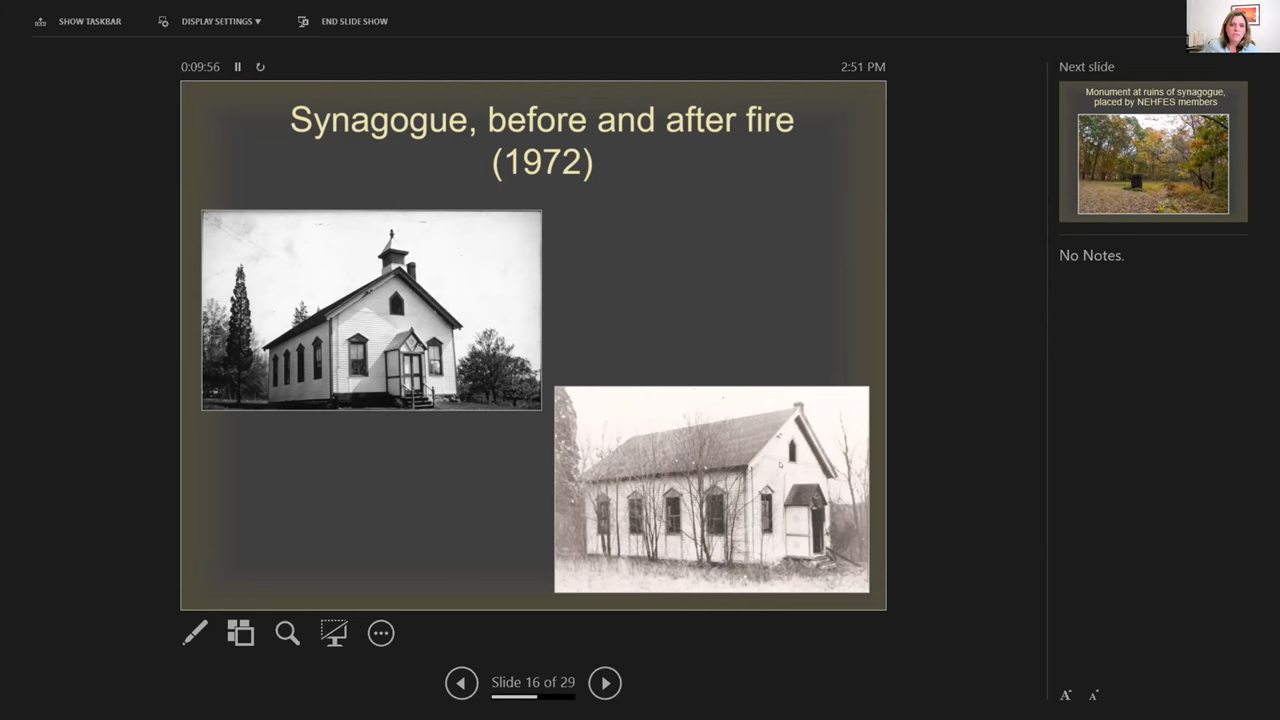 SHOW TASKBAR
DISPLAY SETTINGS ▼
END SLIDE SHOW
0:09:56
2:51 PM
Synagogue, before and after fire
(1972)
Slide 16 of 29
Next slide
Monument at ruins of synagogue,
placed by NEHFES members
No Notes.
A
A